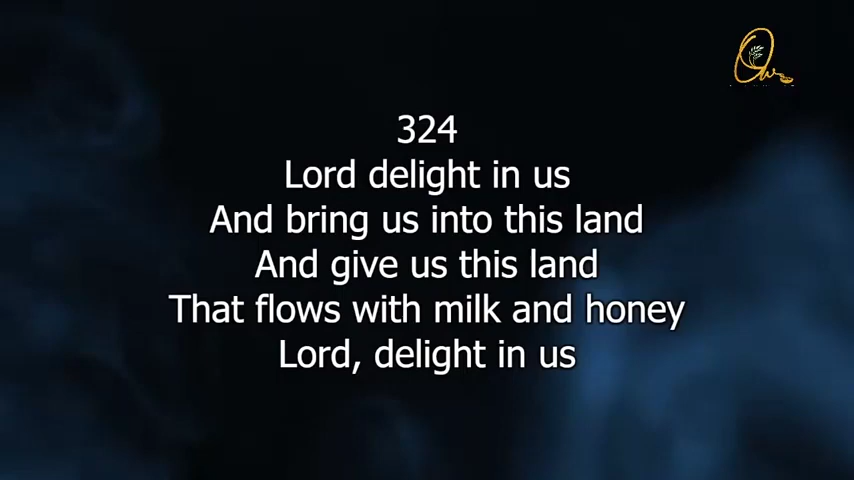 324
Lord delight in us
And bring us into this land
And give us this land
That flows with milk and honey
Lord, delight in us